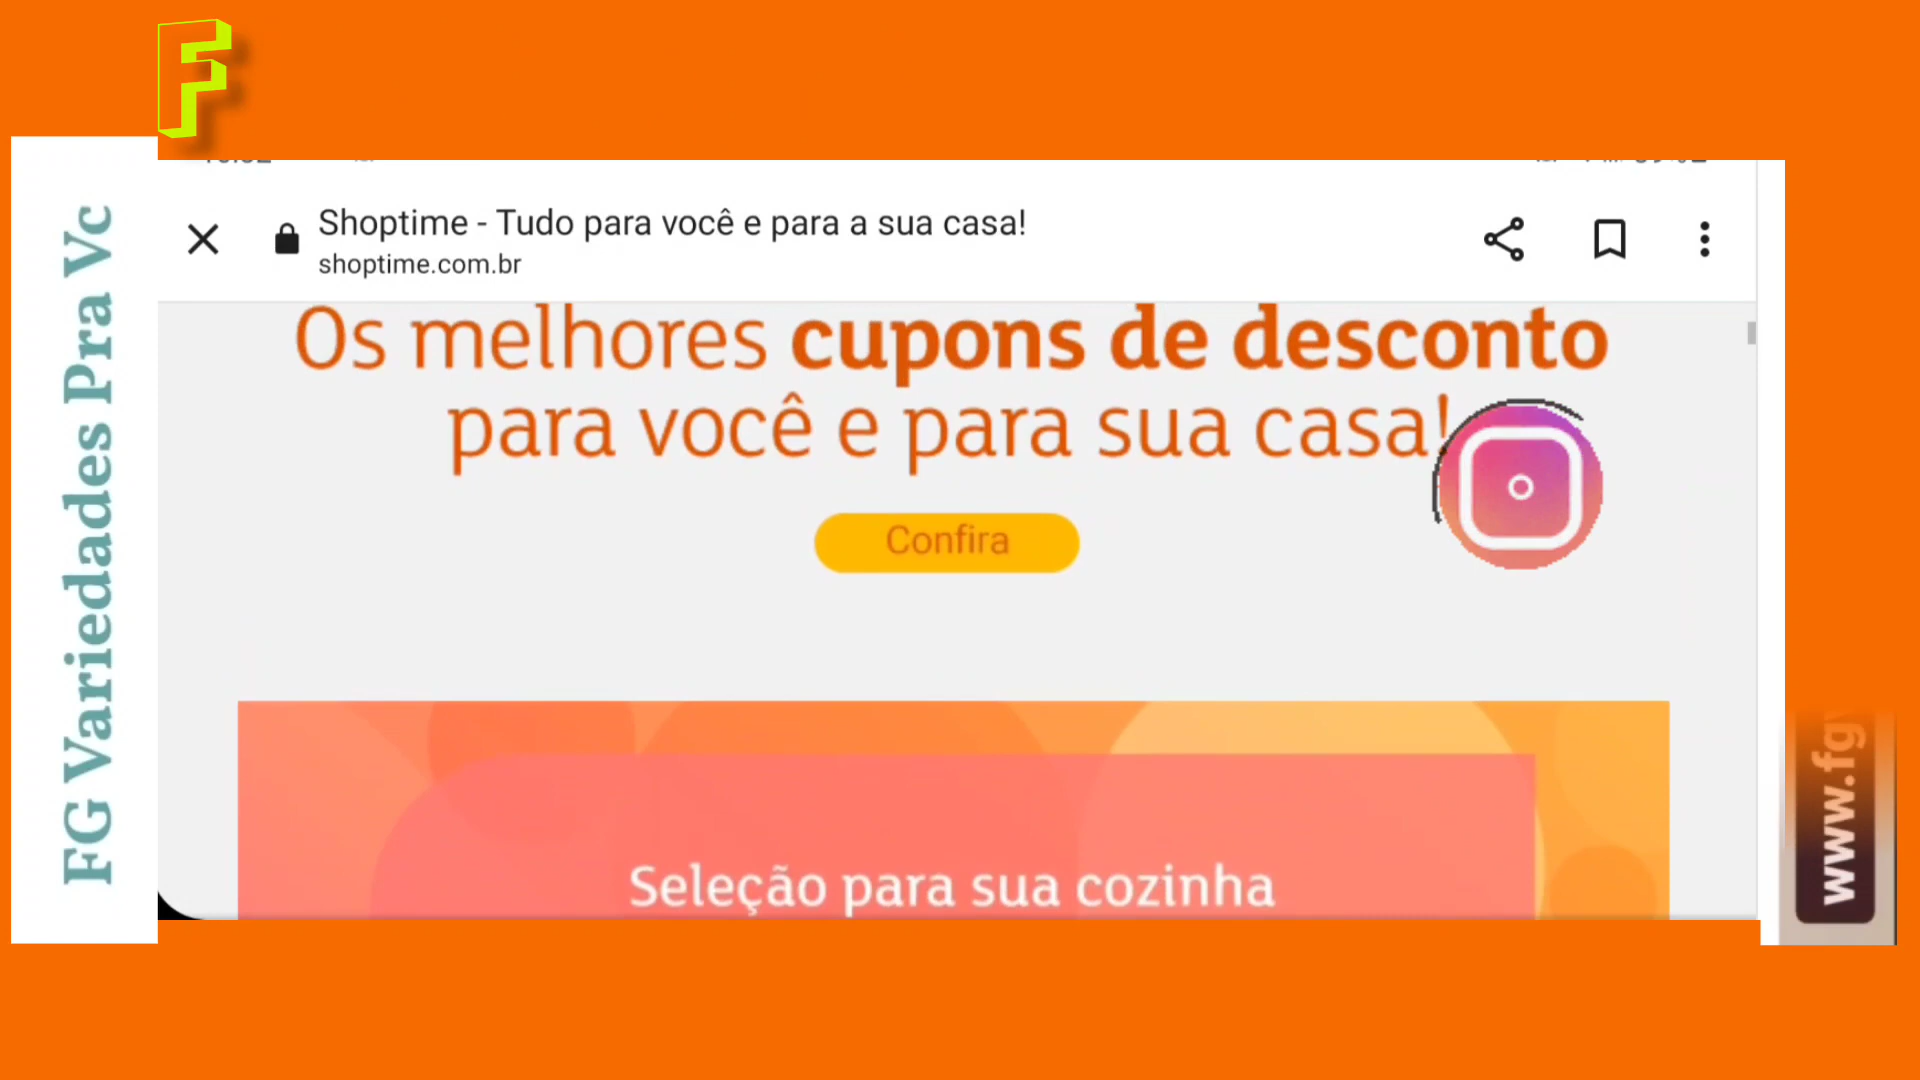 F
FG Variedades Pra Vc
Shoptime - Tudo para você e para a sua casa!
shoptime.com.br
Os melhores cupons de desconto
para você e para sua casa!
Confira
Seleção para sua cozinha
www.fg